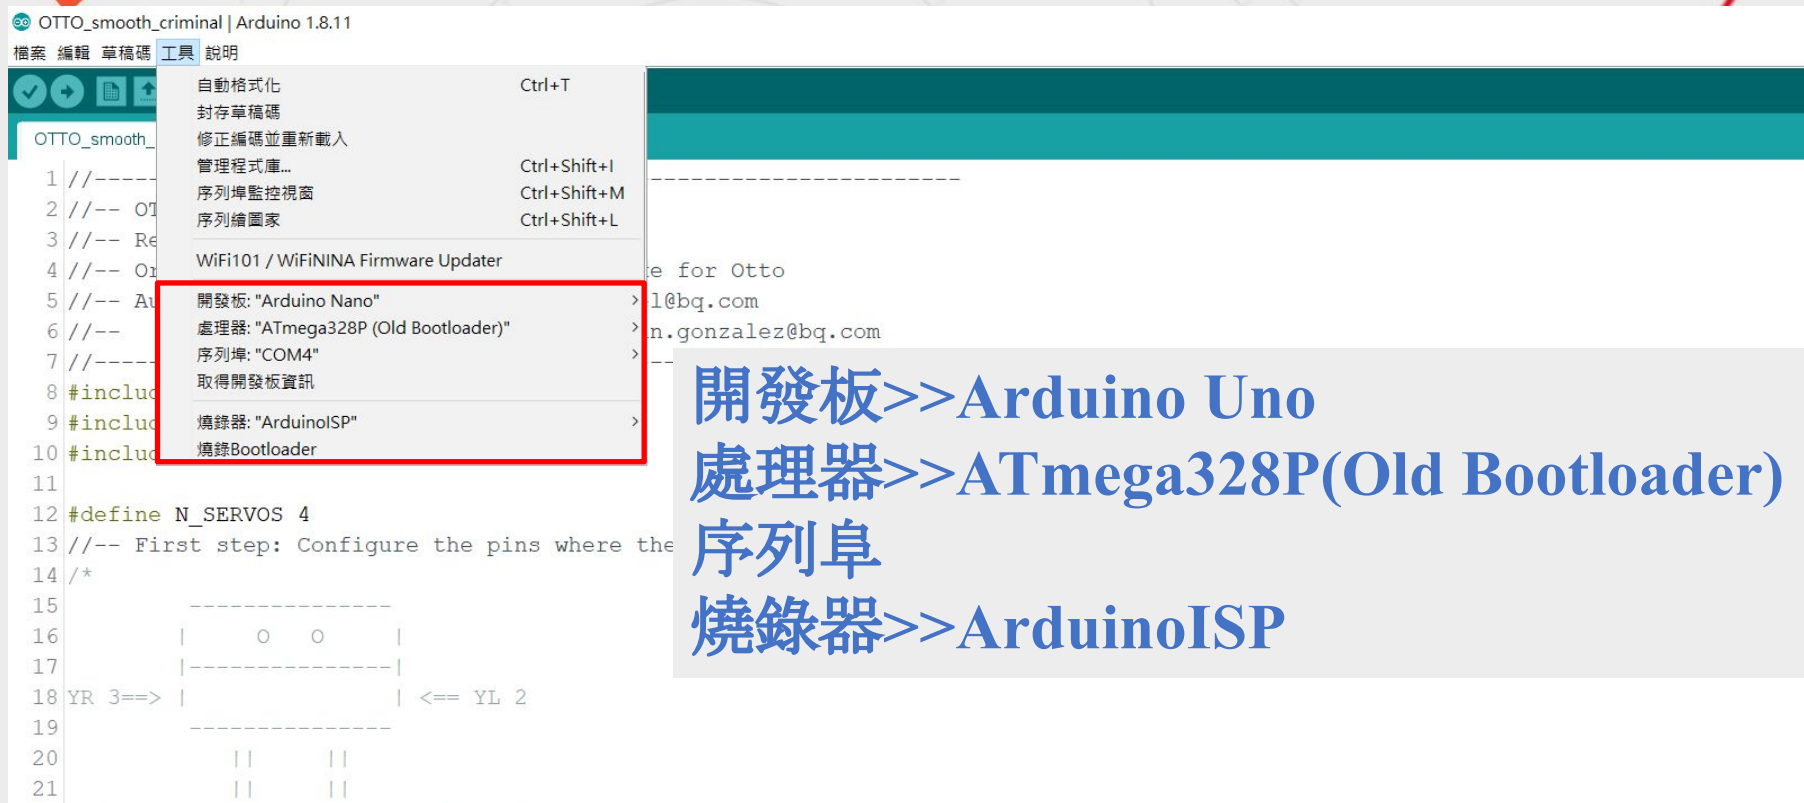 OTTO_smooth_criminal | Arduino 1.8.11
檔案 編輯 草稿碼 工具 說明
自動格式化 Ctrl+T
封存草稿碼
OTTO_smooth_ 修正編碼並重新載入
管理程式庫... Ctrl+Shift+I
1 //----- -----------------------
序列埠監控視窗 Ctrl+Shift+M
2 //-- OT
序列繪圖家 Ctrl+Shift+L
3 //-- Re
WiFi101 / WiFiNINA Firmware Updater
4 //-- Or e for Otto
5 //-- Au 開發板: "Arduino Nano" > l@bq.com
6 //-- 處理器: "ATmega328P (Old Bootloader)" > n.gonzalez@bq.com
7 //----- 序列埠: "COM4" > --
取得開發板資訊
8 #includ
9 #includ 燒錄器: "ArduinoISP" >
10 #includ 燒錄Bootloader
開發板>>Arduino Uno
處理器>>ATmega328P(Old Bootloader)
序列阜
燒錄器>>ArduinoISP
11
12 #define N_SERVOS 4
13 //-- First step: Configure the pins where the
14 /*
15 ---------------
16 | O O |
17 |---------------|
18 YR 3==> | | <== YL 2
19 ---------------
20 || ||
21 || ||